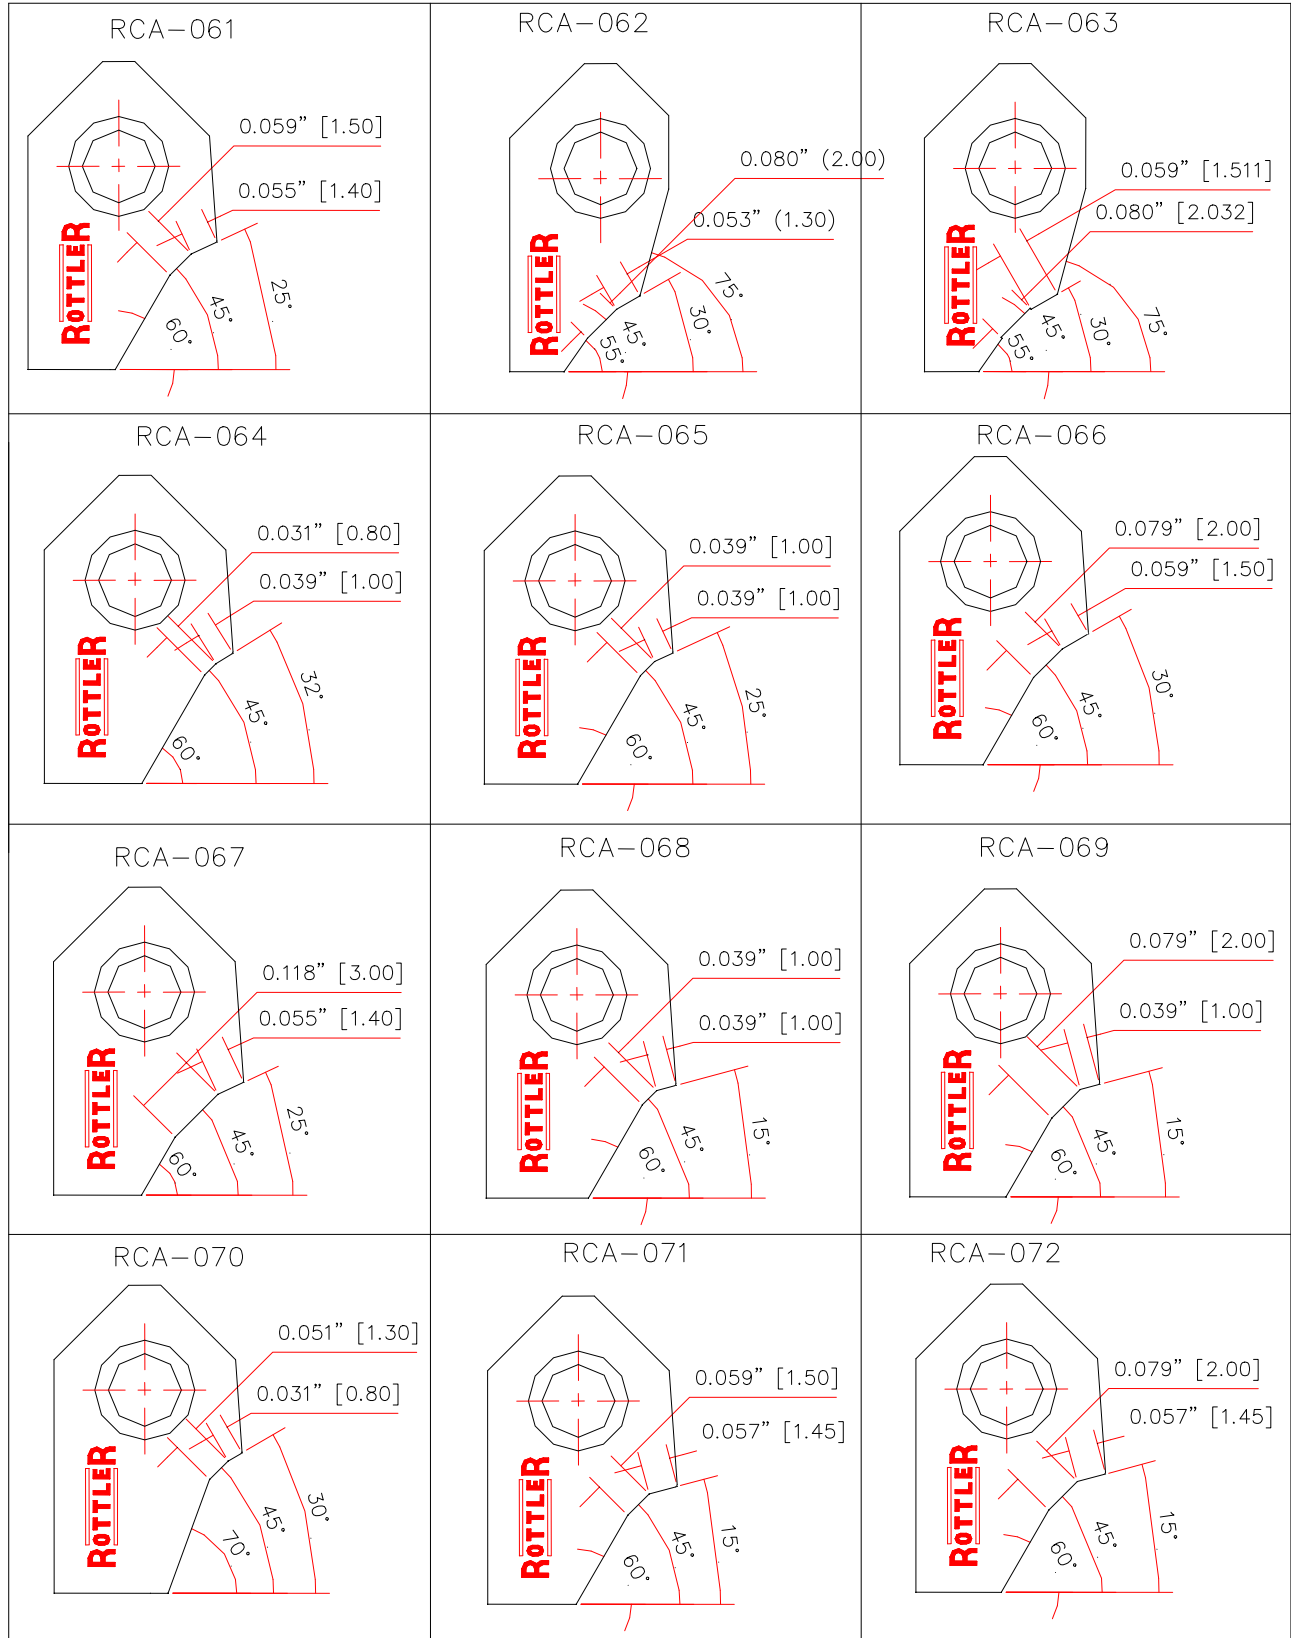 RCA-061
0.059" [1.50]
0.055" [1.40]
25°
45°
60°
ROTTLER
RCA-062
0.080" (2.00)
0.053" (1.30)
75°
30°
45°
55°
ROTTLER
RCA-063
0.059" [1.511]
0.080" [2.032]
75°
30°
45°
55°
ROTTLER
RCA-064
0.031" [0.80]
0.039" [1.00]
32°
45°
60°
ROTTLER
RCA-065
0.039" [1.00]
0.039" [1.00]
25°
45°
60°
ROTTLER
RCA-066
0.079" [2.00]
0.059" [1.50]
30°
45°
60°
ROTTLER
RCA-067
0.118" [3.00]
0.055" [1.40]
25°
45°
60°
ROTTLER
RCA-068
0.039" [1.00]
0.039" [1.00]
15°
45°
60°
ROTTLER
RCA-069
0.079" [2.00]
0.039" [1.00]
15°
45°
60°
ROTTLER
RCA-070
0.051" [1.30]
0.031" [0.80]
30°
45°
70°
ROTTLER
RCA-071
0.059" [1.50]
0.057" [1.45]
15°
45°
60°
ROTTLER
RCA-072
0.079" [2.00]
0.057" [1.45]
15°
45°
60°
ROTTLER